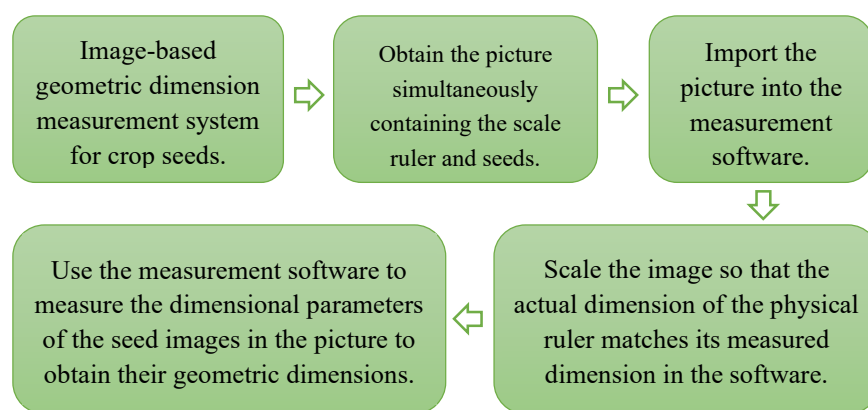 Image-based
geometric dimension
measurement system
for crop seeds.
Obtain the picture
simultaneously
containing the scale
ruler and seeds.
Import the
picture into the
measurement
software.
Scale the image so that the
actual dimension of the physical
ruler matches its measured
dimension in the software.
Use the measurement software to
measure the dimensional parameters
of the seed images in the picture to
obtain their geometric dimensions.